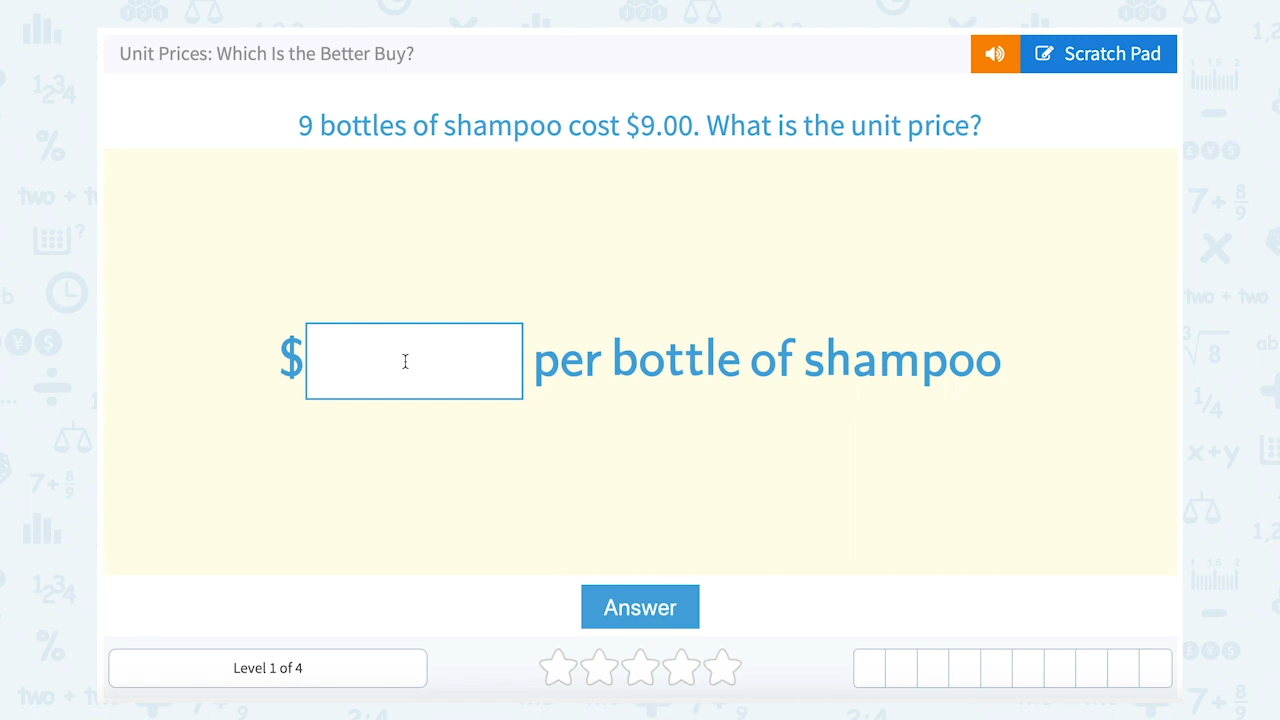 Unit Prices: Which Is the Better Buy?
Scratch Pad
9 bottles of shampoo cost $9.00. What is the unit price?
$ per bottle of shampoo
Answer
Level 1 of 4